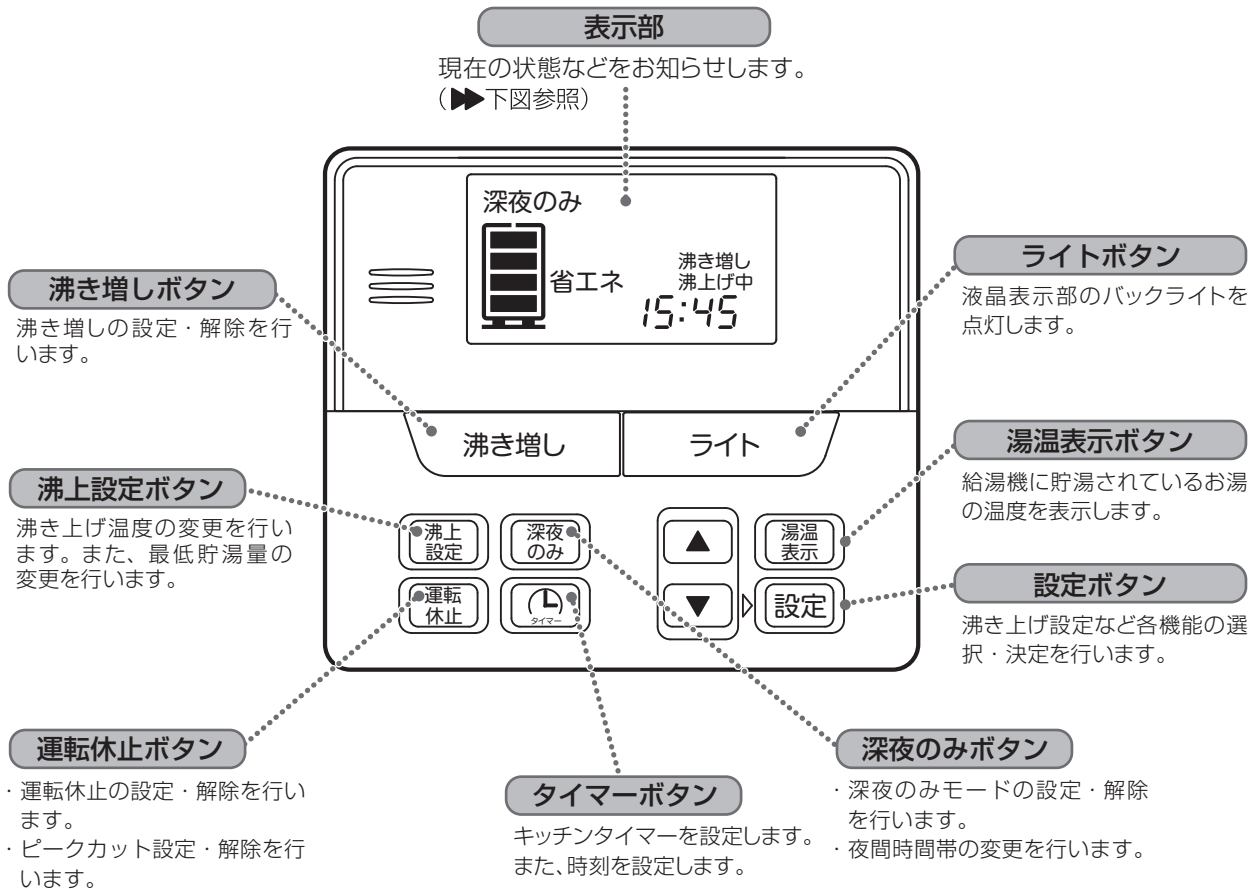 表示部
現在の状態などをお知らせします。
（▶▶下図参照）
深夜のみ
省エネ
沸き増し
沸上げ中
15:45
沸き増しボタン
沸き増しの設定・解除を行
います。
ライトボタン
液晶表示部のバックライトを
点灯します。
沸き増し
ライト
沸上設定ボタン
沸き上げ温度の変更を行い
ます。また、最低貯湯量の
変更を行います。
湯温表示ボタン
給湯機に貯湯されているお湯
の温度を表示します。
沸上
設定
深夜
のみ
▲
湯温
表示
運転
休止
タイマー
▼
設定
設定ボタン
沸き上げ設定など各機能の選
択・決定を行います。
運転休止ボタン
・運転休止の設定・解除を行い
ます。
・ピークカット設定・解除を行
います。
タイマーボタン
キッチンタイマーを設定します。
また、時刻を設定します。
深夜のみボタン
・深夜のみモードの設定・解除
を行います。
・夜間時間帯の変更を行います。